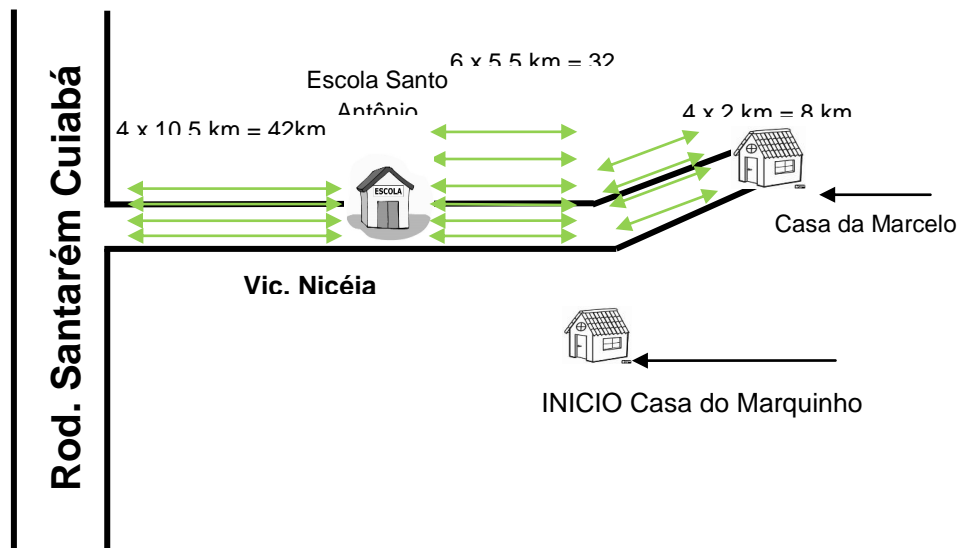 6 x 5,5 km = 32
Escola Santo
Antônio
4 x 2 km = 8 km
4 x 10,5 km = 42km
ESCOLA
Rod. Santarém Cuiabá
Casa da Marcelo
Vic. Nicéia
INICIO Casa do Marquinho